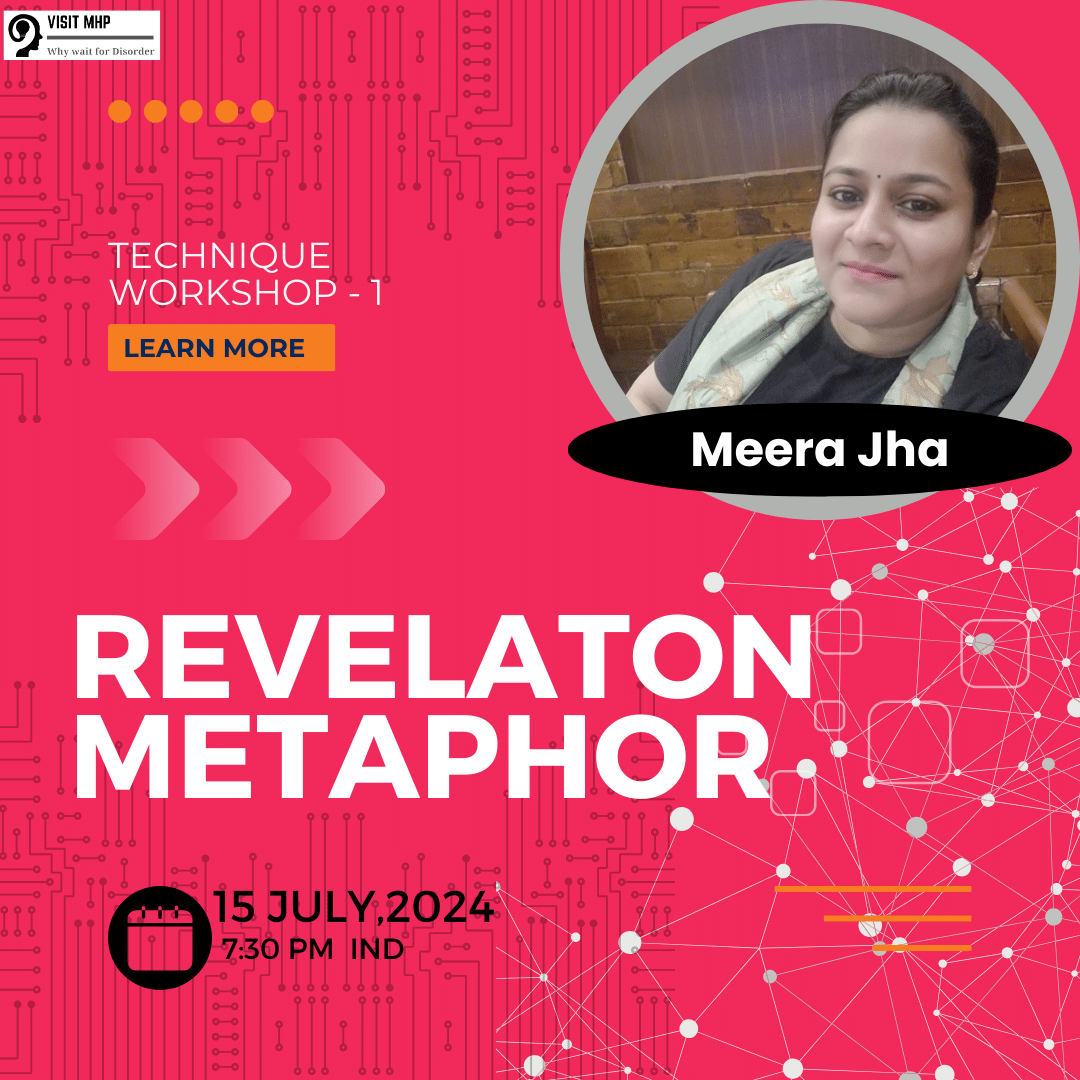 VISIT MHP
Why wait for Disorder
TECHNIQUE
WORKSHOP - 1
LEARN MORE
Meera Jha
REVELATON
METAPHOR
15 JULY,2024
7:30 PM IND